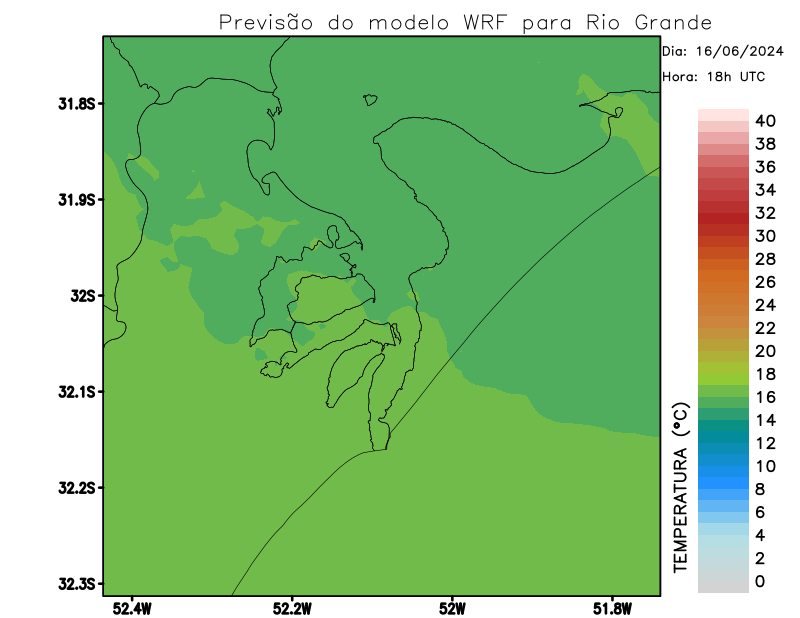 Previsão do modelo WRF para Rio Grande
Dia: 16/06/2024
Hora: 18h UTC
31.8S
31.9S
32S
32.1S
32.2S
32.3S
52.4W
52.2W
52W
51.8W
TEMPERATURA (°C)
40
38
36
34
32
30
28
26
24
22
20
18
16
14
12
10
8
6
4
2
0